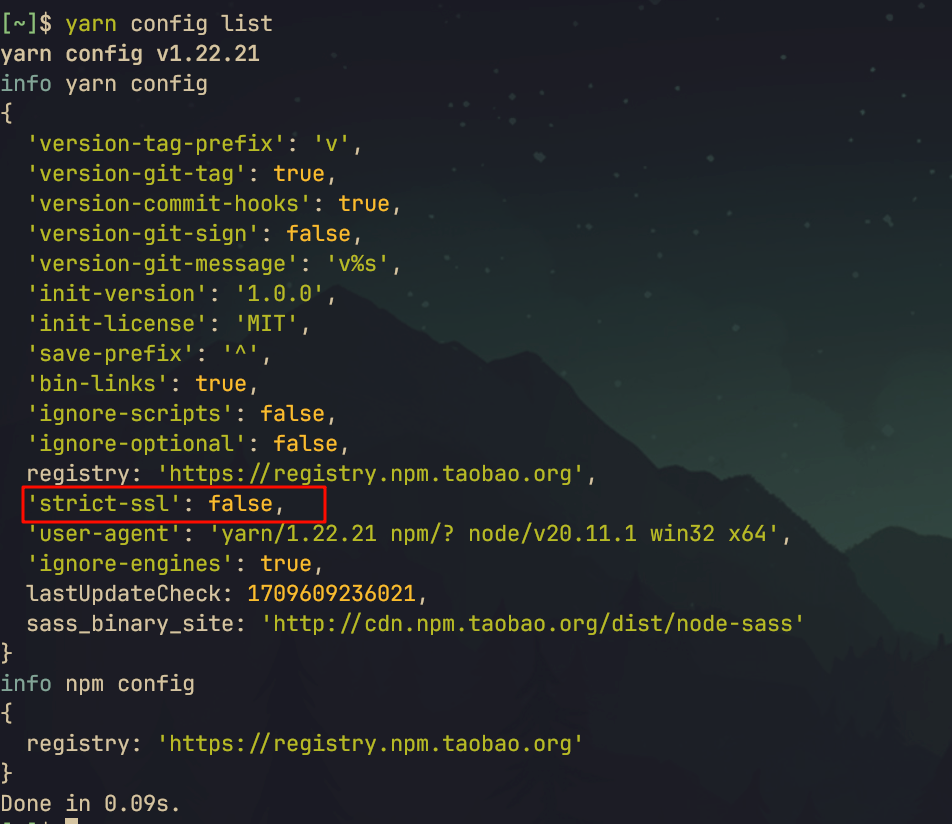 [~]$ yarn config list
yarn config v1.22.21
info yarn config
{
  'version-tag-prefix': 'v',
  'version-git-tag': true,
  'version-commit-hooks': true,
  'version-git-sign': false,
  'version-git-message': 'v%s',
  'init-version': '1.0.0',
  'init-license': 'MIT',
  'save-prefix': '^',
  'bin-links': true,
  'ignore-scripts': false,
  'ignore-optional': false,
  registry: 'https://registry.npm.taobao.org',
  'strict-ssl': false,
  'user-agent': 'yarn/1.22.21 npm/? node/v20.11.1 win32 x64',
  'ignore-engines': true,
  lastUpdateCheck: 1709609236021,
  sass_binary_site: 'http://cdn.npm.taobao.org/dist/node-sass'
}
info npm config
{
  registry: 'https://registry.npm.taobao.org'
}
Done in 0.09s.